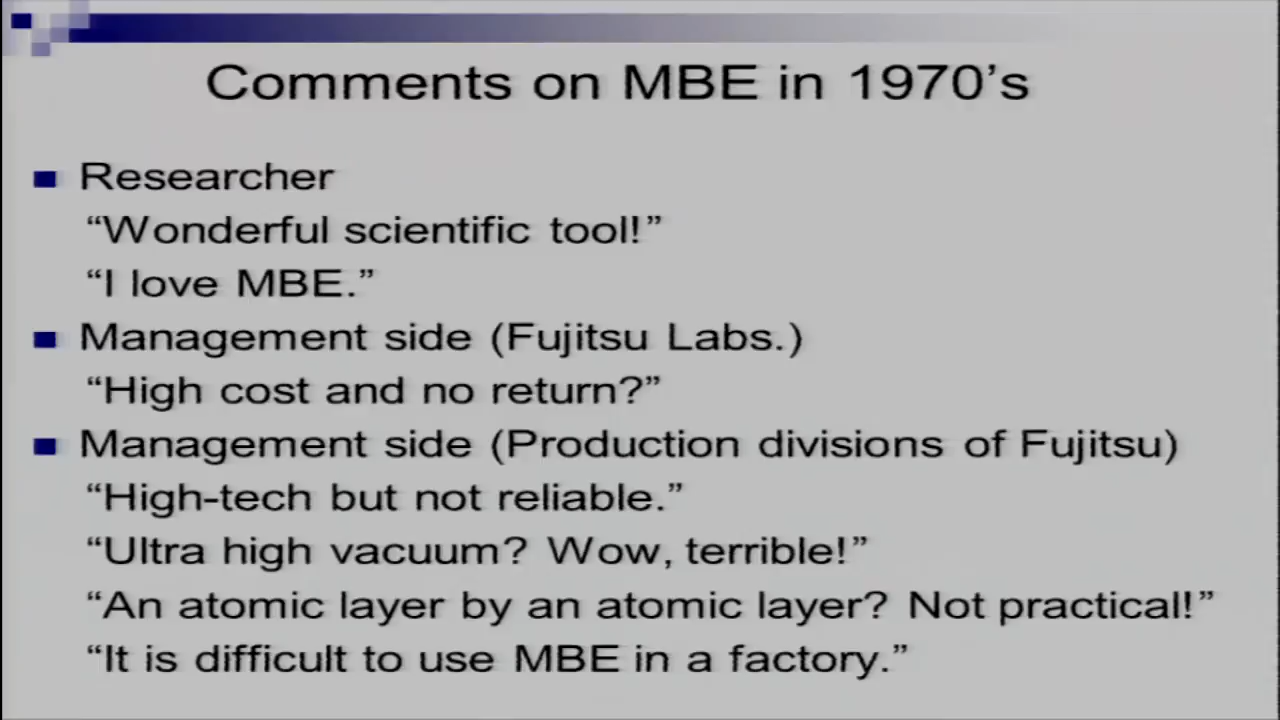 Comments on MBE in 1970’s
Researcher
“Wonderful scientific tool!”
“I love MBE.”
Management side (Fujitsu Labs.)
“High cost and no return?”
Management side (Production divisions of Fujitsu)
“High-tech but not reliable.”
“Ultra high vacuum? Wow, terrible!”
“An atomic layer by an atomic layer? Not practical!”
“It is difficult to use MBE in a factory.”